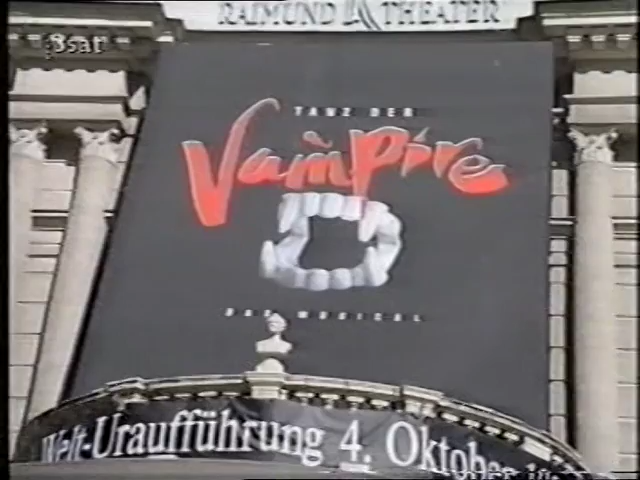 RAIMUND THEATER
3sat
TANZ DER
Vampire
DAS MUSICAL
Welt-Uraufführung 4. Oktober